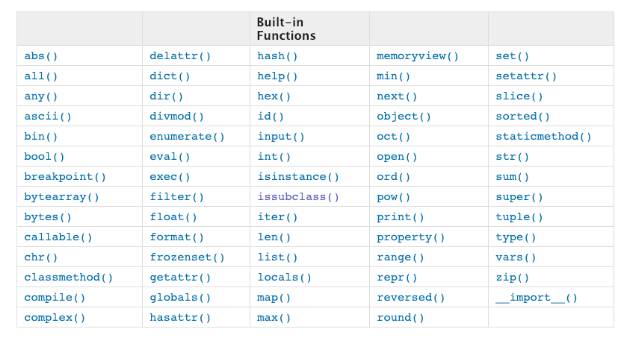 Built-in
Functions
abs() delattr() hash() memoryview() set()
all() dict() help() min() setattr()
any() dir() hex() next() slice()
ascii() divmod() id() object() sorted()
bin() enumerate() input() oct() staticmethod()
bool() eval() int() open() str()
breakpoint() exec() isinstance() ord() sum()
bytearray() filter() issubclass() pow() super()
bytes() float() iter() print() tuple()
callable() format() len() property() type()
chr() frozenset() list() range() vars()
classmethod() getattr() locals() repr() zip()
compile() globals() map() reversed() __import__()
complex() hasattr() max() round()